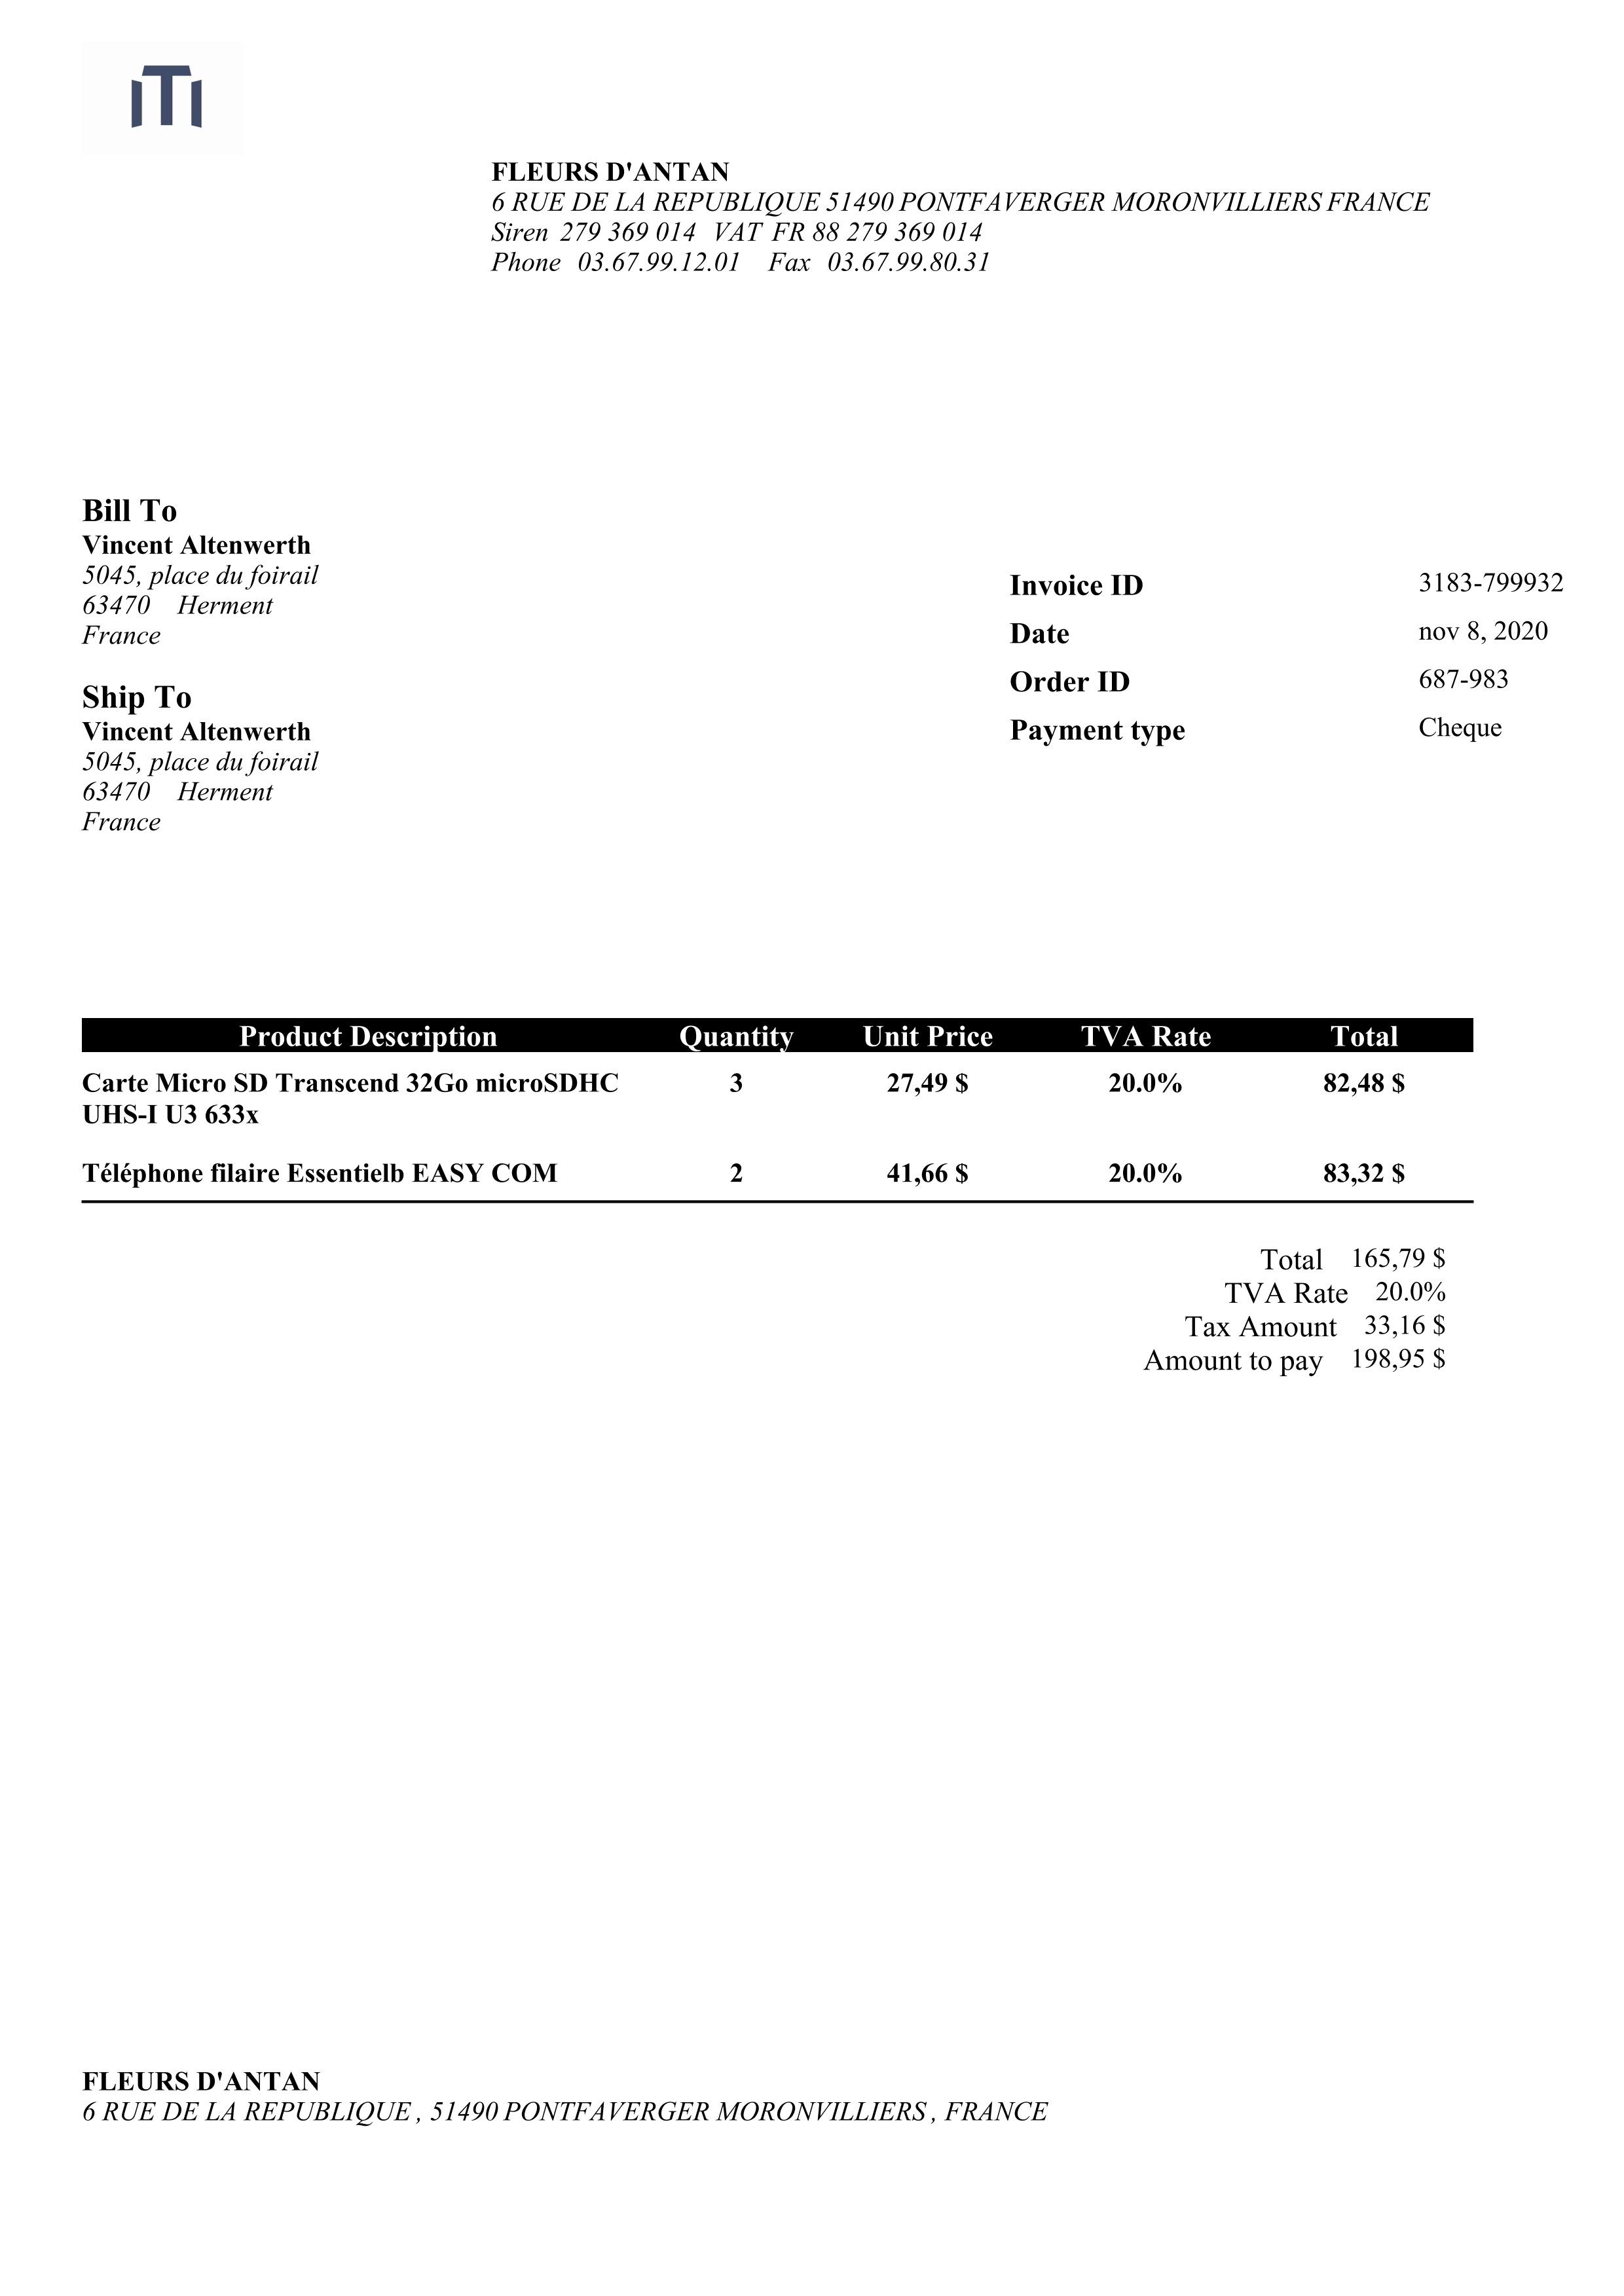 iTi
FLEURS D'ANTAN
6 RUE DE LA REPUBLIQUE 51490 PONTFAVERGER MORONVILLIERS FRANCE
Siren 279 369 014 VAT FR 88 279 369 014
Phone 03.67.99.12.01 Fax 03.67.99.80.31
Bill To
Vincent Altenwerth
5045, place du foirail
63470 Herment
France
Ship To
Vincent Altenwerth
5045, place du foirail
63470 Herment
France
Invoice ID 3183-799932
Date nov 8, 2020
Order ID 687-983
Payment type Cheque
Product Description Quantity Unit Price TVA Rate Total
Carte Micro SD Transcend 32Go microSDHC 3 27,49 $ 20.0% 82,48 $
UHS-I U3 633x
Téléphone filaire Essentielb EASY COM 2 41,66 $ 20.0% 83,32 $
Total 165,79 $
TVA Rate 20.0%
Tax Amount 33,16 $
Amount to pay 198,95 $
FLEURS D'ANTAN
6 RUE DE LA REPUBLIQUE , 51490 PONTFAVERGER MORONVILLIERS , FRANCE